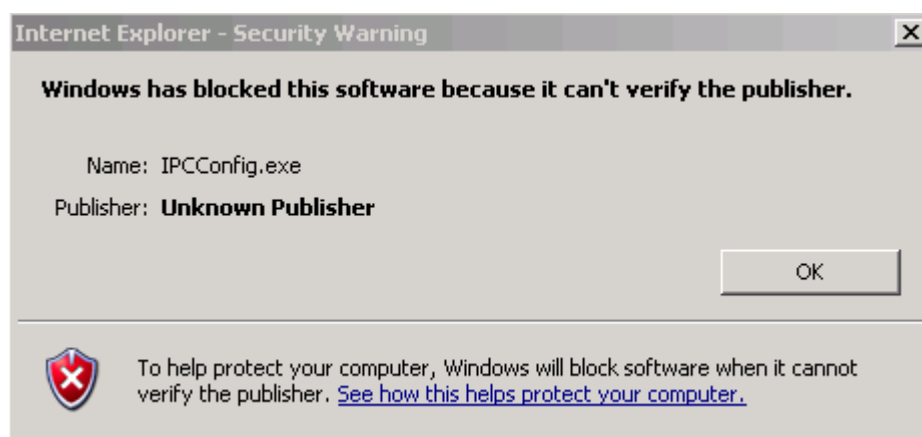 Internet Explorer - Security Warning
Windows has blocked this software because it can't verify the publisher.
Name: IPCConfig.exe
Publisher: Unknown Publisher
OK
To help protect your computer, Windows will block software when it cannot
verify the publisher. See how this helps protect your computer.